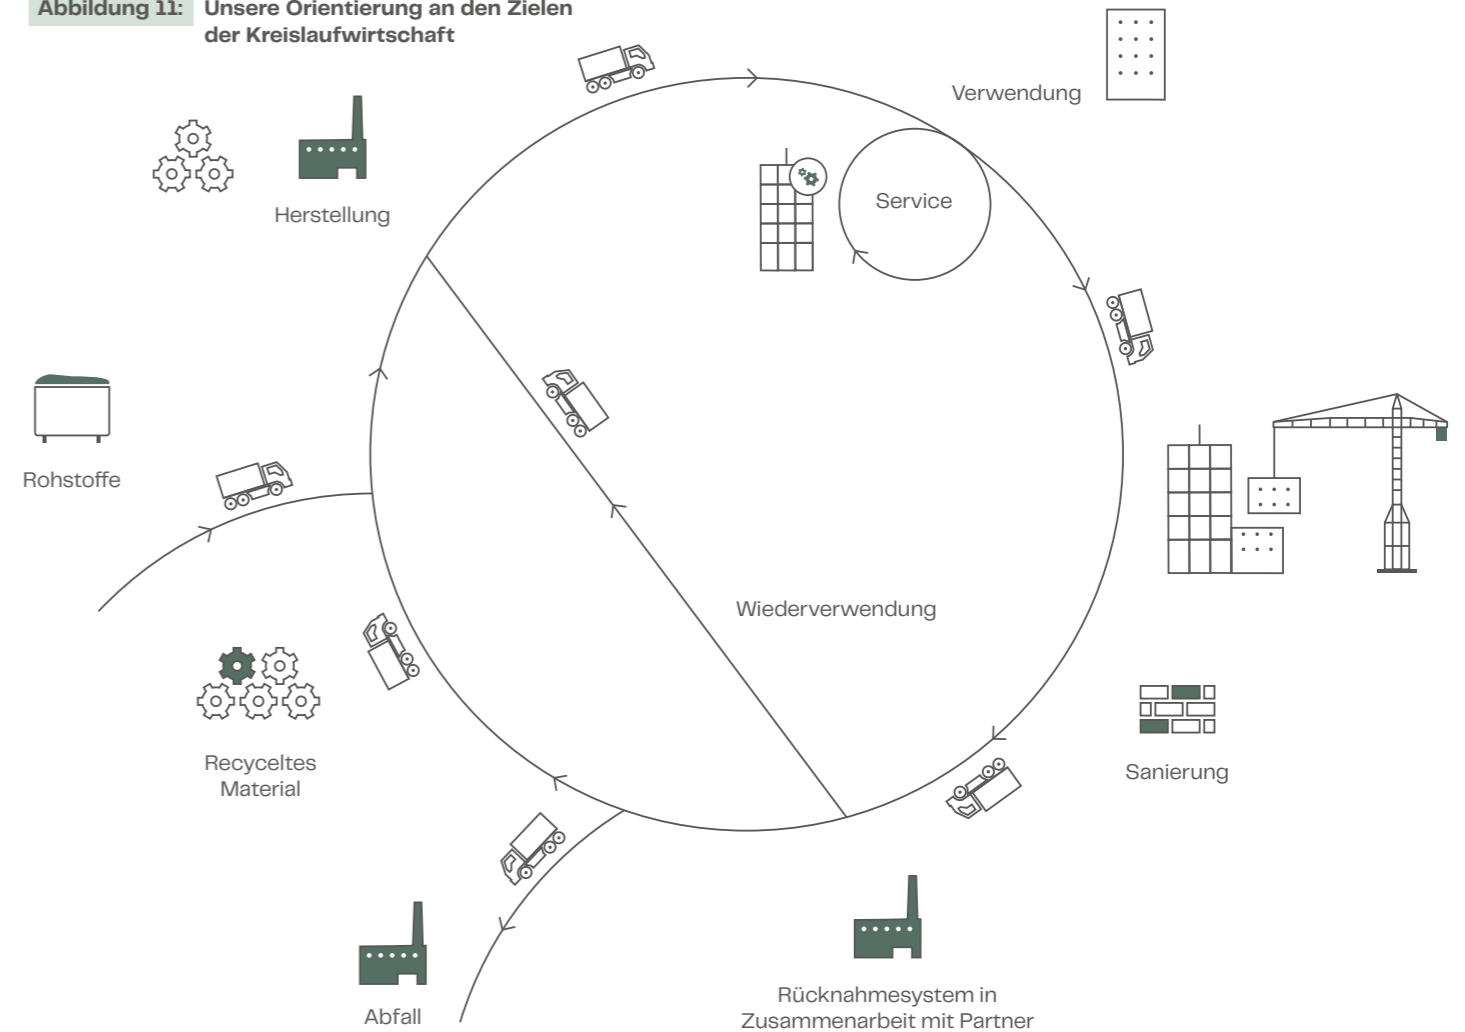 Abbildung 11: Unsere Orientierung an den Zielen
der Kreislaufwirtschaft
Verwendung
Service
Herstellung
Rohstoffe
Wiederverwendung
Recyceltes
Material
Sanierung
Abfall
Rücknahmesystem in
Zusammenarbeit mit Partner